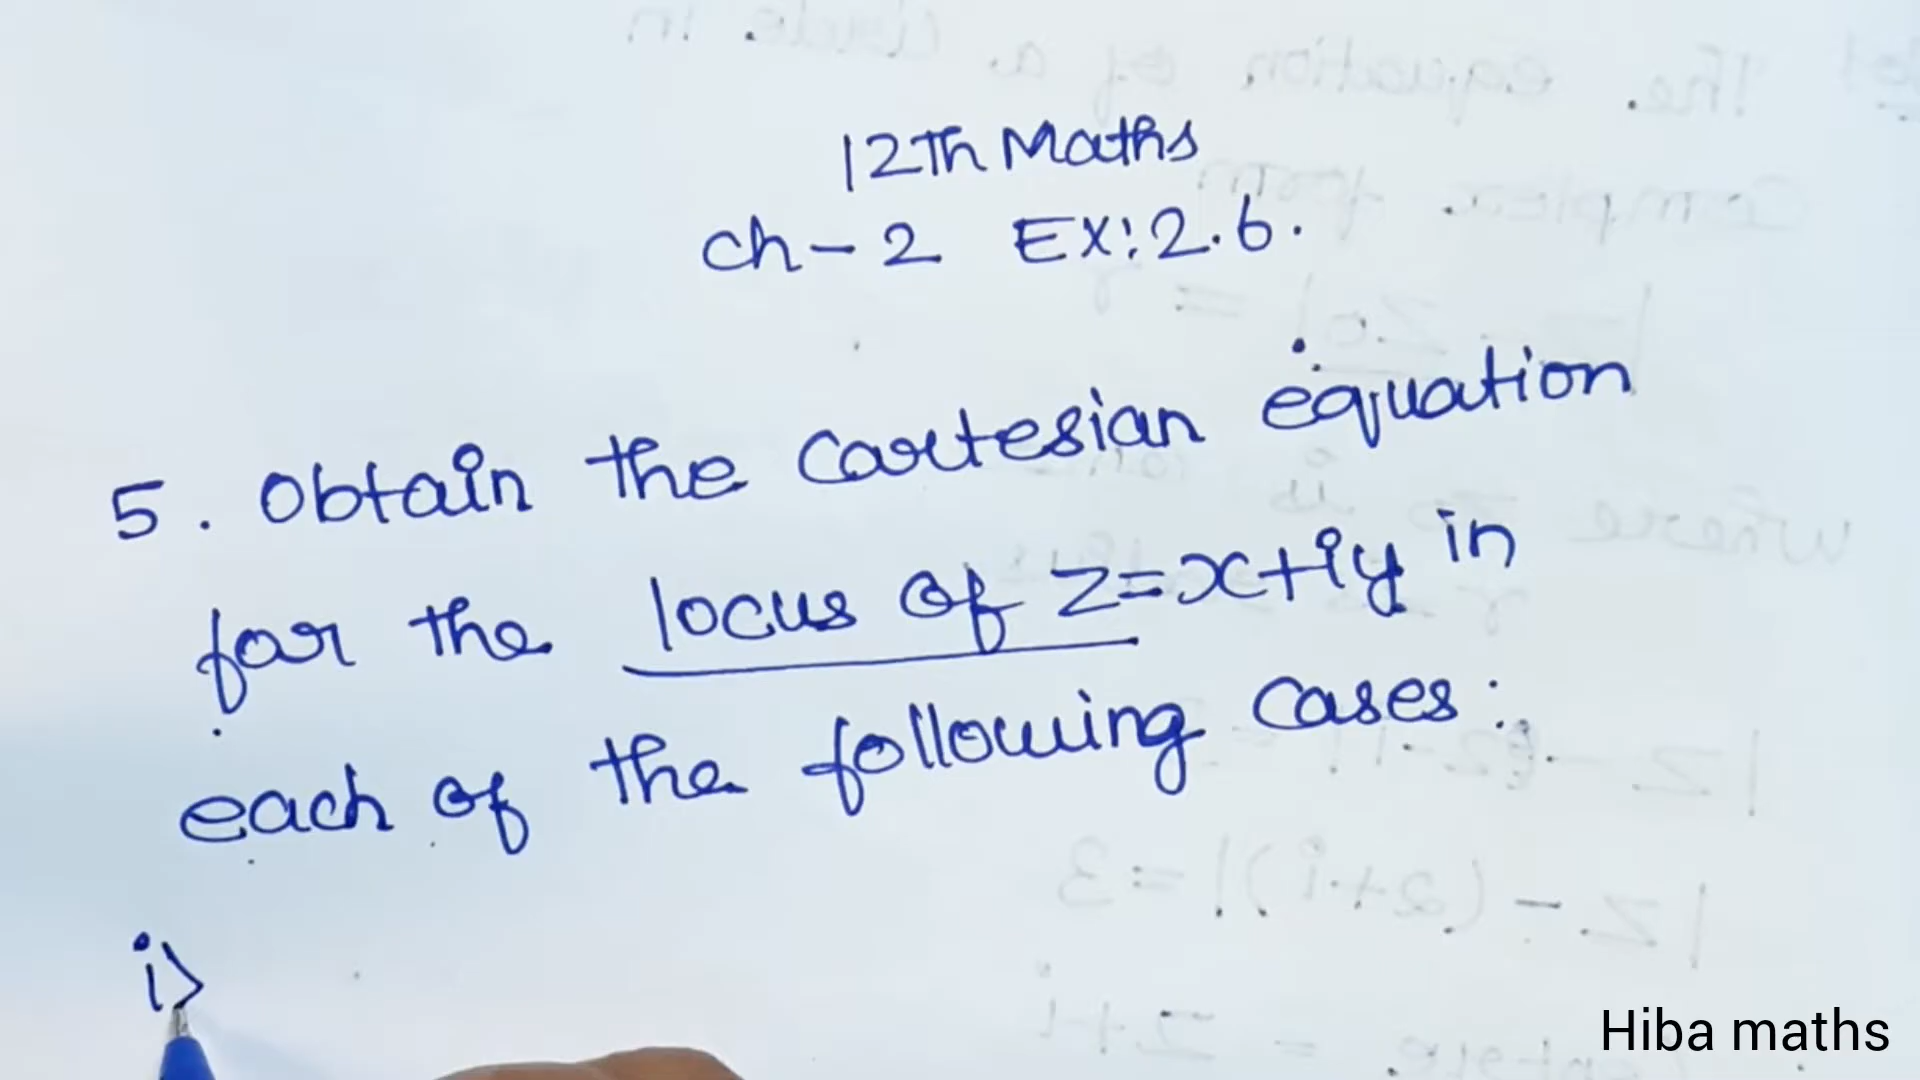 12Th Maths
Ch - 2 EX: 2.6.
5. Obtain the Cartesian equation
for the locus of z=x+iy in
each of the following cases:
i)
Hiba maths